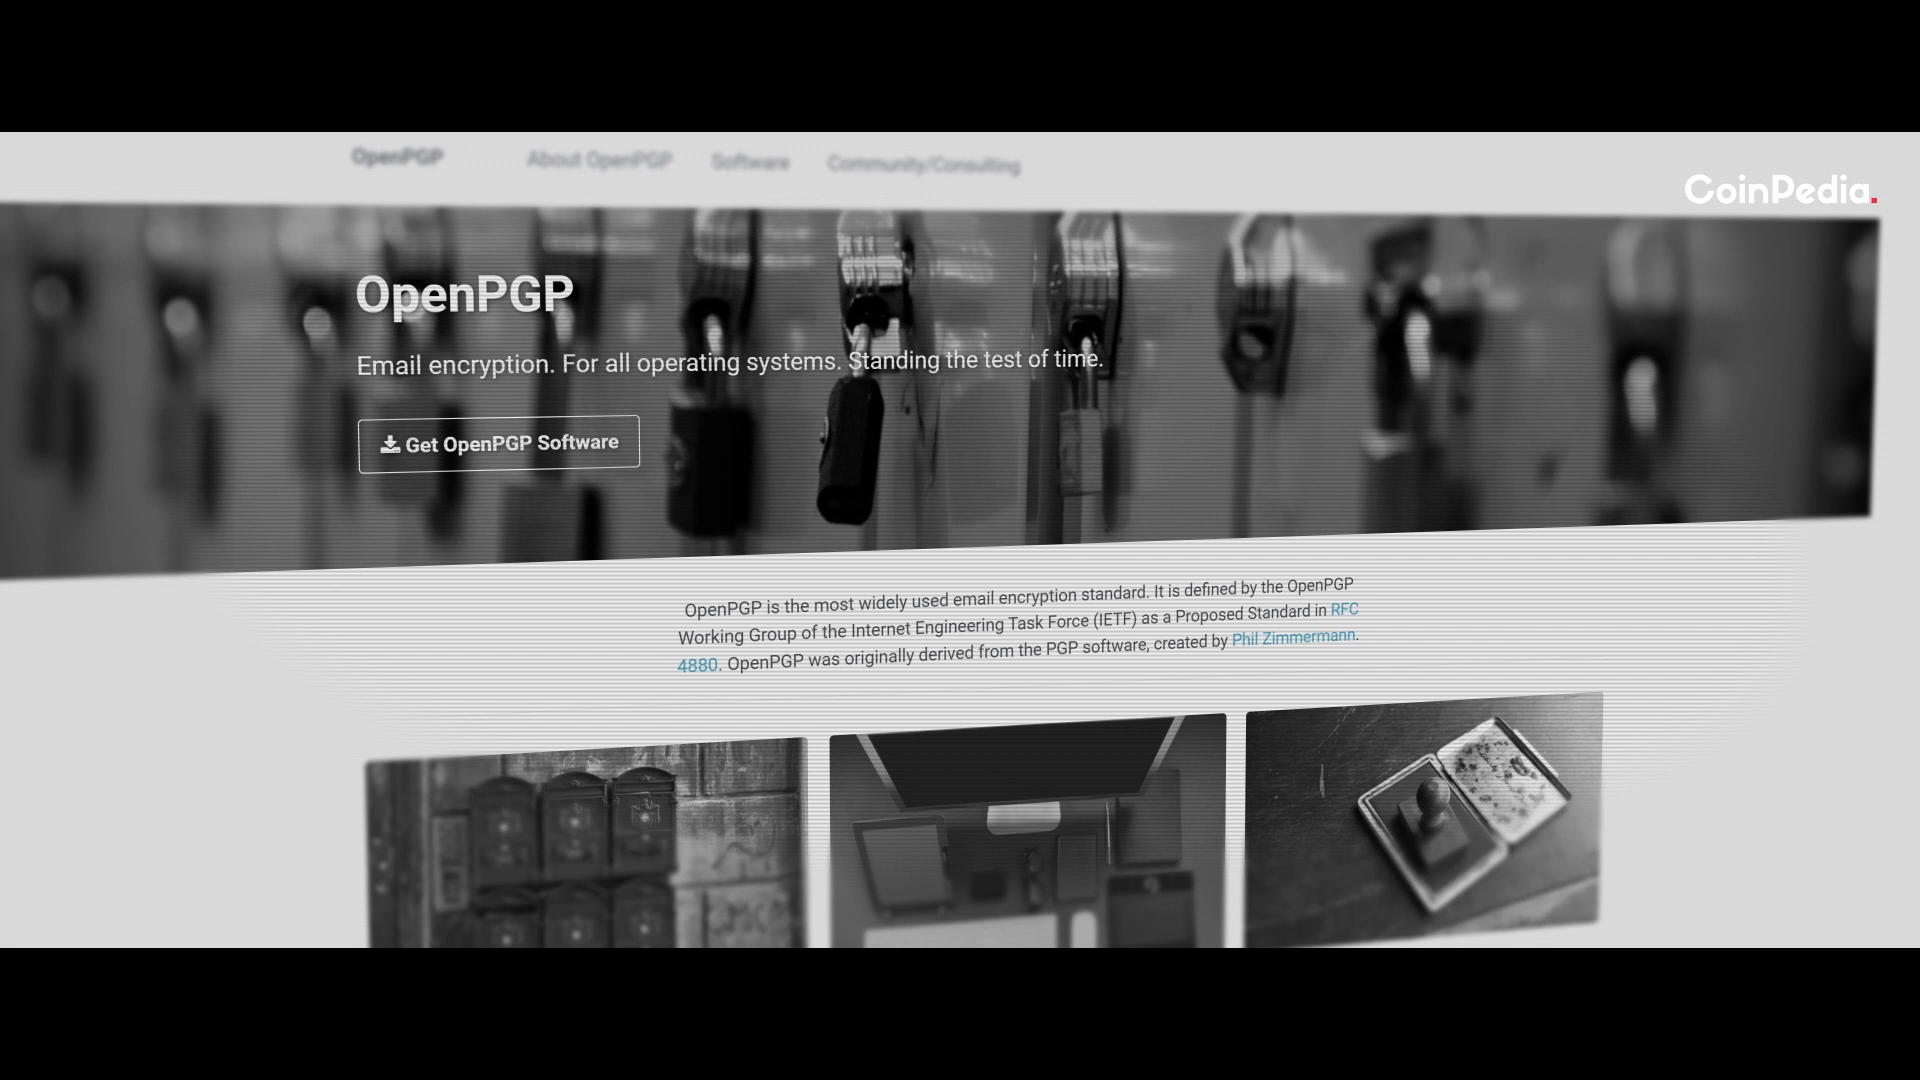 OpenPGP
About OpenPGP
Software
Community/Consulting
CoinPedia.
OpenPGP
Email encryption. For all operating systems. Standing the test of time.
Get OpenPGP Software
OpenPGP is the most widely used email encryption standard. It is defined by the OpenPGP
Working Group of the Internet Engineering Task Force (IETF) as a Proposed Standard in RFC
4880. OpenPGP was originally derived from the PGP software, created by Phil Zimmermann.